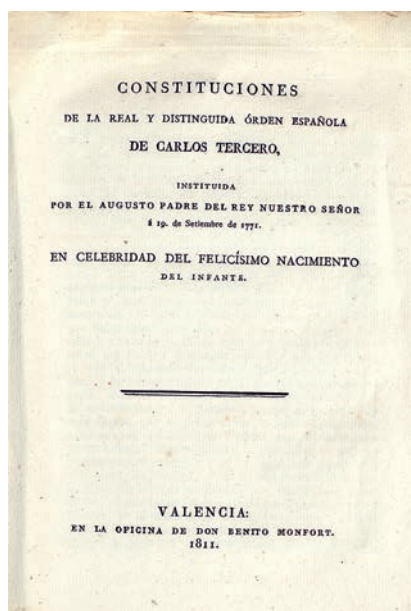 CONSTITUCIONES
DE LA REAL Y DISTINGUIDA ÓRDEN ESPAÑOLA
DE CARLOS TERCERO,
INSTITUIDA
POR EL AUGUSTO PADRE DEL REY NUESTRO SEÑOR
á 19. de Setiembre de 1771.
EN CELEBRIDAD DEL FELICÍSIMO NACIMIENTO
DEL INFANTE.
VALENCIA:
EN LA OFICINA DE DON BENITO MONFORT.
1811.